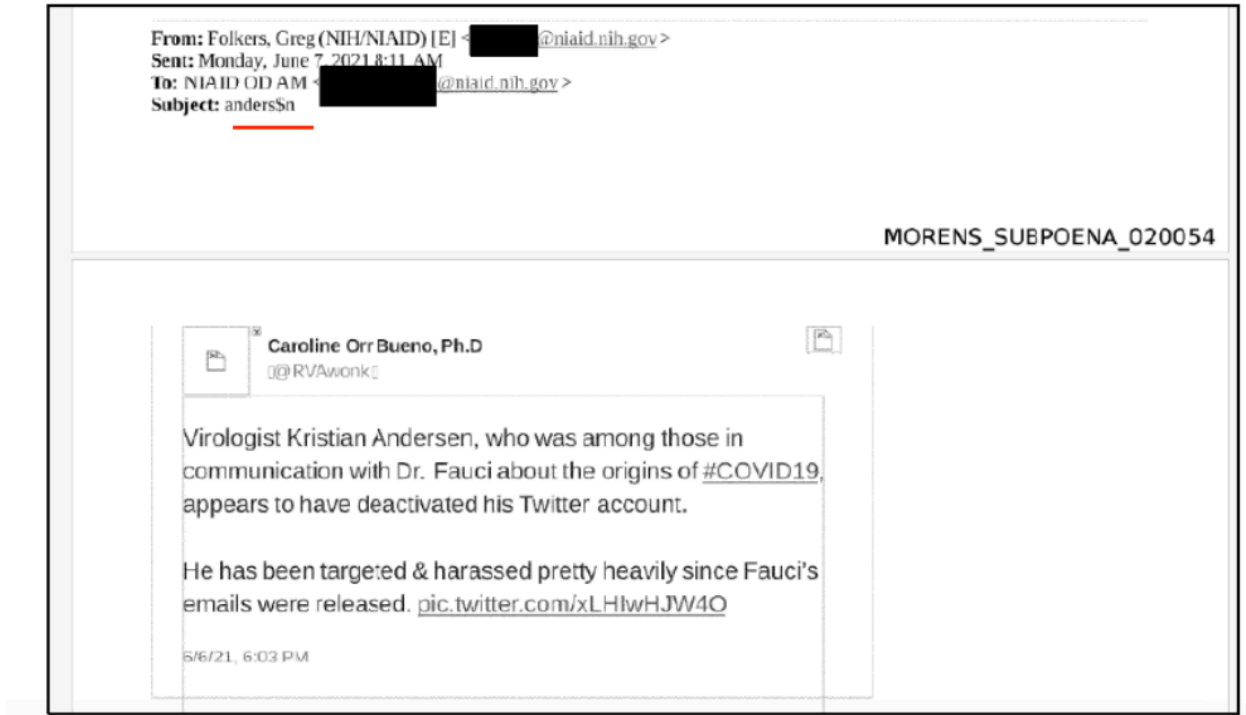 From: Folkers, Greg (NIH/NIAID) [E] < @niaid.nih.gov>
Sent: Monday, June 7, 2021 8:11 AM
To: NIAID OD AM < @niaid.nih.gov>
Subject: anders$n
MORENS_SUBPOENA_020054
Caroline Orr Bueno, Ph.D
@RVAwonk
Virologist Kristian Andersen, who was among those in
communication with Dr. Fauci about the origins of #COVID19,
appears to have deactivated his Twitter account.
He has been targeted & harassed pretty heavily since Fauci's
emails were released. pic.twitter.com/xLHIwHJW4O
6/6/21, 6:03 PM